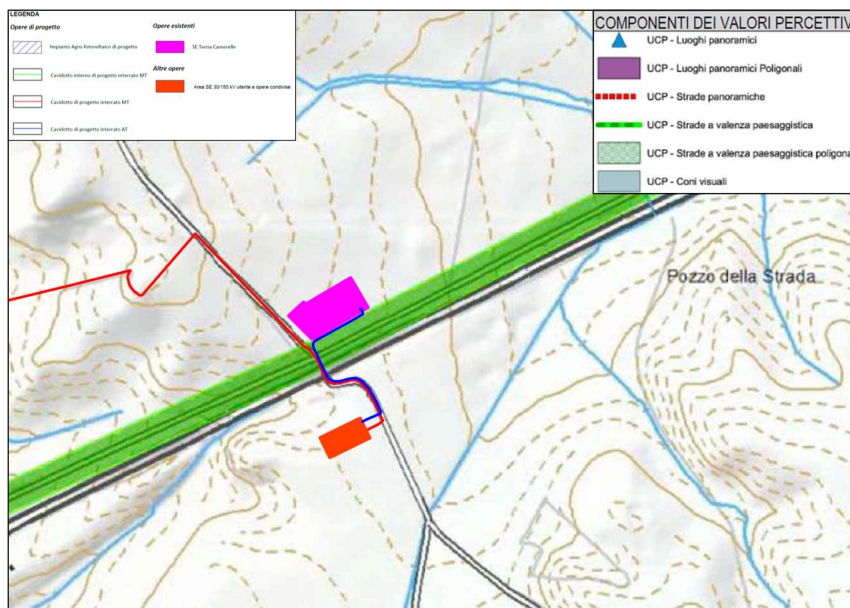 LEGENDA
Opere di progetto
Impianto Agro-fotovoltaico di progetto
Cavidotto interno di progetto interrato MT
Cavidotto di progetto interrato MT
Cavidotto di progetto interrato AT
Opere esistenti
SE Terna Camerelle
Altre opere
Area SE 30/150 kV utente e opere condivise
COMPONENTI DEI VALORI PERCETTIV
UCP - Luoghi panoramici
UCP - Luoghi panoramici Poligonali
UCP - Strade panoramiche
UCP - Strade a valenza paesaggistica
UCP - Strade a valenza paesaggistica poligona
UCP - Coni visuali
Pozzo della Strada